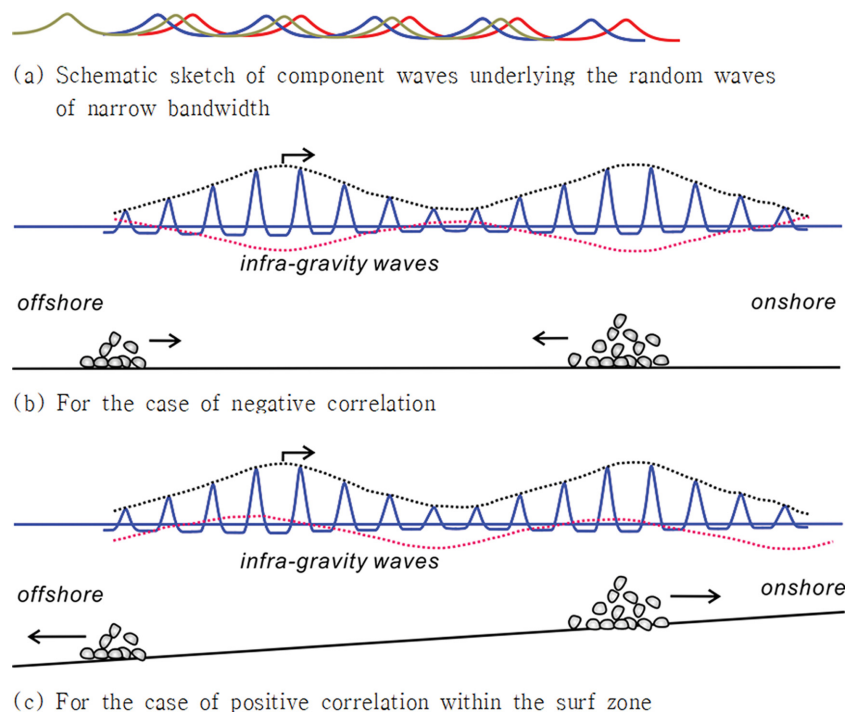 (a) Schematic sketch of component waves underlying the random waves
of narrow bandwidth
infra-gravity waves
offshore
onshore
(b) For the case of negative correlation
infra-gravity waves
offshore
onshore
(c) For the case of positive correlation within the surf zone